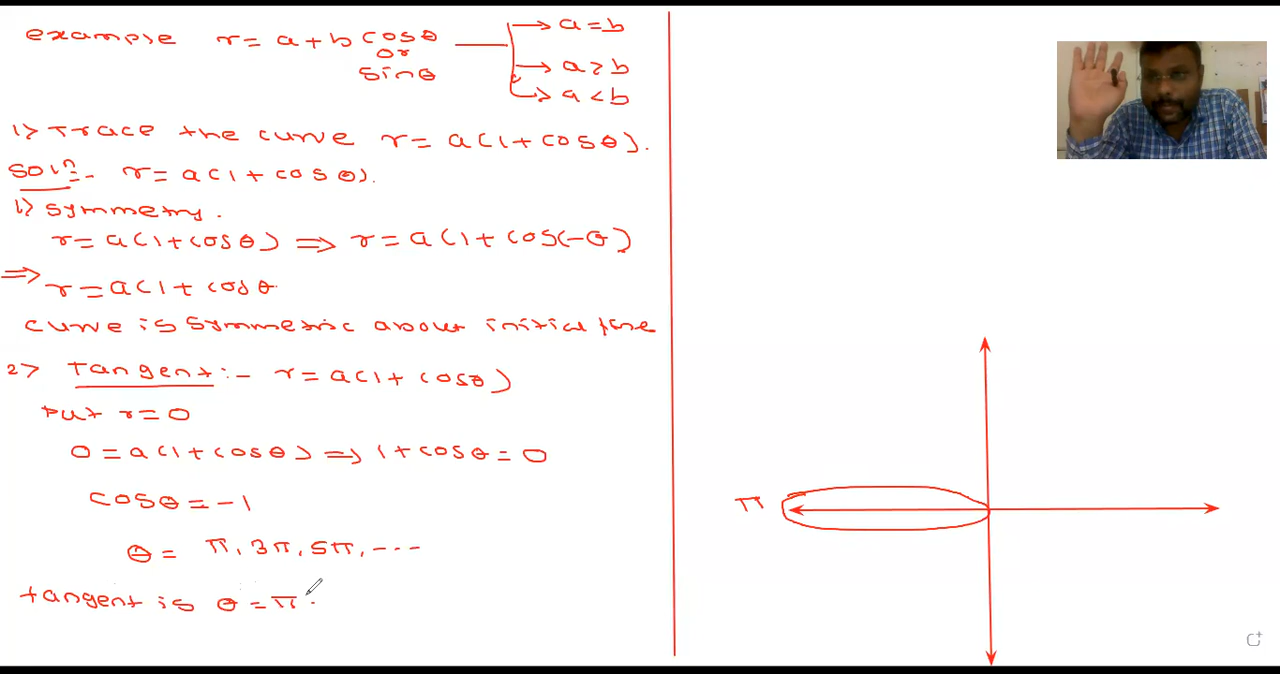 example r = a + b cosθ → a = b
or → a > b
sinθ → a < b
1) Trace the curve r = a(1 + cosθ).
Solⁿ:- r = a(1 + cosθ).
1) Symmetry.
r = a(1 + cosθ) ⇒ r = a(1 + cos(-θ)
⇒ r = a(1 + cosθ
curve is symmetric about initial line
2) Tangent :- r = a(1 + cosθ)
Put r = 0
0 = a(1 + cosθ) ⇒ 1 + cosθ = 0
cosθ = -1
θ = π, 3π, 5π, ---
tangent is θ = π.
π